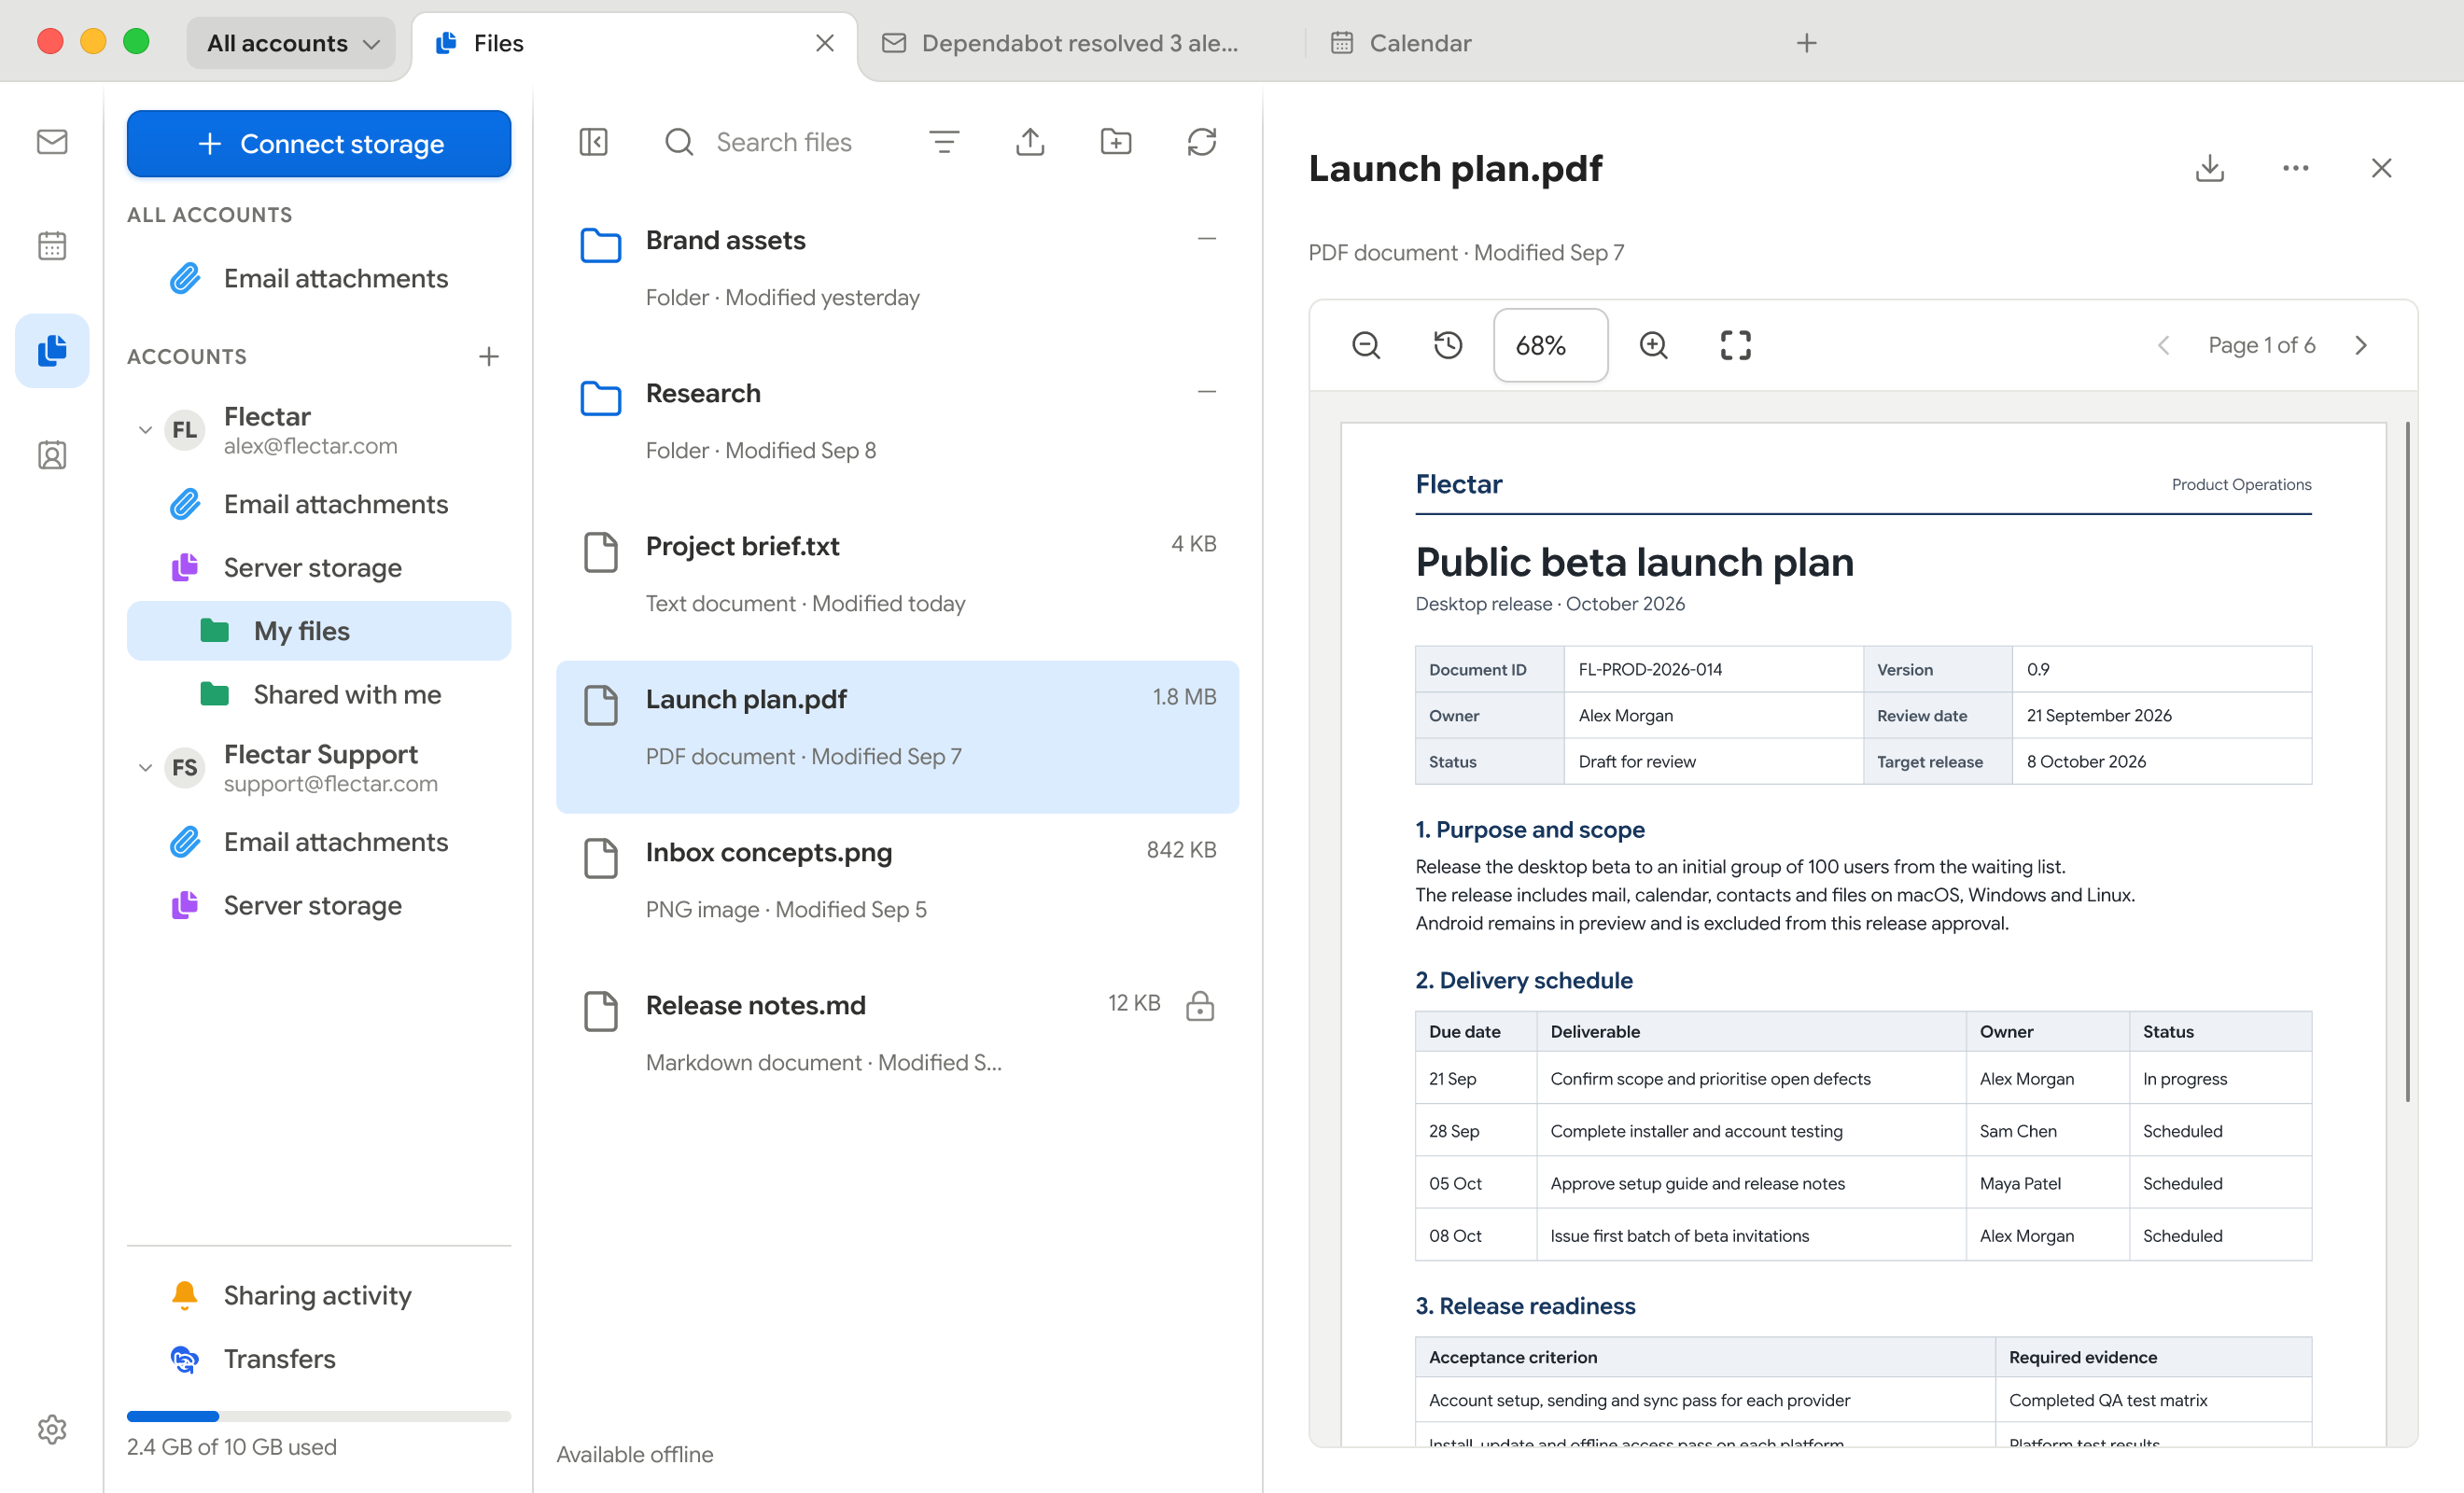 All accounts
Files
Dependabot resolved 3 ale...
Calendar
Connect storage
ALL ACCOUNTS
Email attachments
ACCOUNTS
FL
Flectar
alex@flectar.com
Email attachments
Server storage
My files
Shared with me
FS
Flectar Support
support@flectar.com
Email attachments
Server storage
Sharing activity
Transfers
2.4 GB of 10 GB used
Search files
Brand assets
Folder · Modified yesterday
Research
Folder · Modified Sep 8
Project brief.txt 4 KB
Text document · Modified today
Launch plan.pdf 1.8 MB
PDF document · Modified Sep 7
Inbox concepts.png 842 KB
PNG image · Modified Sep 5
Release notes.md 12 KB
Markdown document · Modified S...
Available offline
Launch plan.pdf
PDF document · Modified Sep 7
68%
Page 1 of 6
Flectar Product Operations
Public beta launch plan
Desktop release · October 2026
Document ID FL-PROD-2026-014 Version 0.9
Owner Alex Morgan Review date 21 September 2026
Status Draft for review Target release 8 October 2026
1. Purpose and scope
Release the desktop beta to an initial group of 100 users from the waiting list.
The release includes mail, calendar, contacts and files on macOS, Windows and Linux.
Android remains in preview and is excluded from this release approval.
2. Delivery schedule
Due date Deliverable Owner Status
21 Sep Confirm scope and prioritise open defects Alex Morgan In progress
28 Sep Complete installer and account testing Sam Chen Scheduled
05 Oct Approve setup guide and release notes Maya Patel Scheduled
08 Oct Issue first batch of beta invitations Alex Morgan Scheduled
3. Release readiness
Acceptance criterion Required evidence
Account setup, sending and sync pass for each provider Completed QA test matrix
Install, update and offline access pass on each platform Platform test results